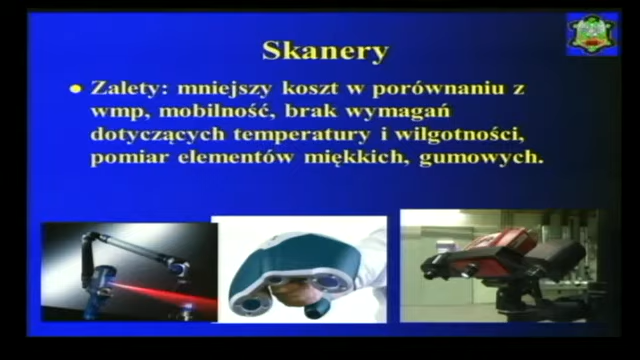 Skanery
Zalety: mniejszy koszt w porównaniu z
wmp, mobilność, brak wymagań
dotyczących temperatury i wilgotności,
pomiar elementów miękkich, gumowych.